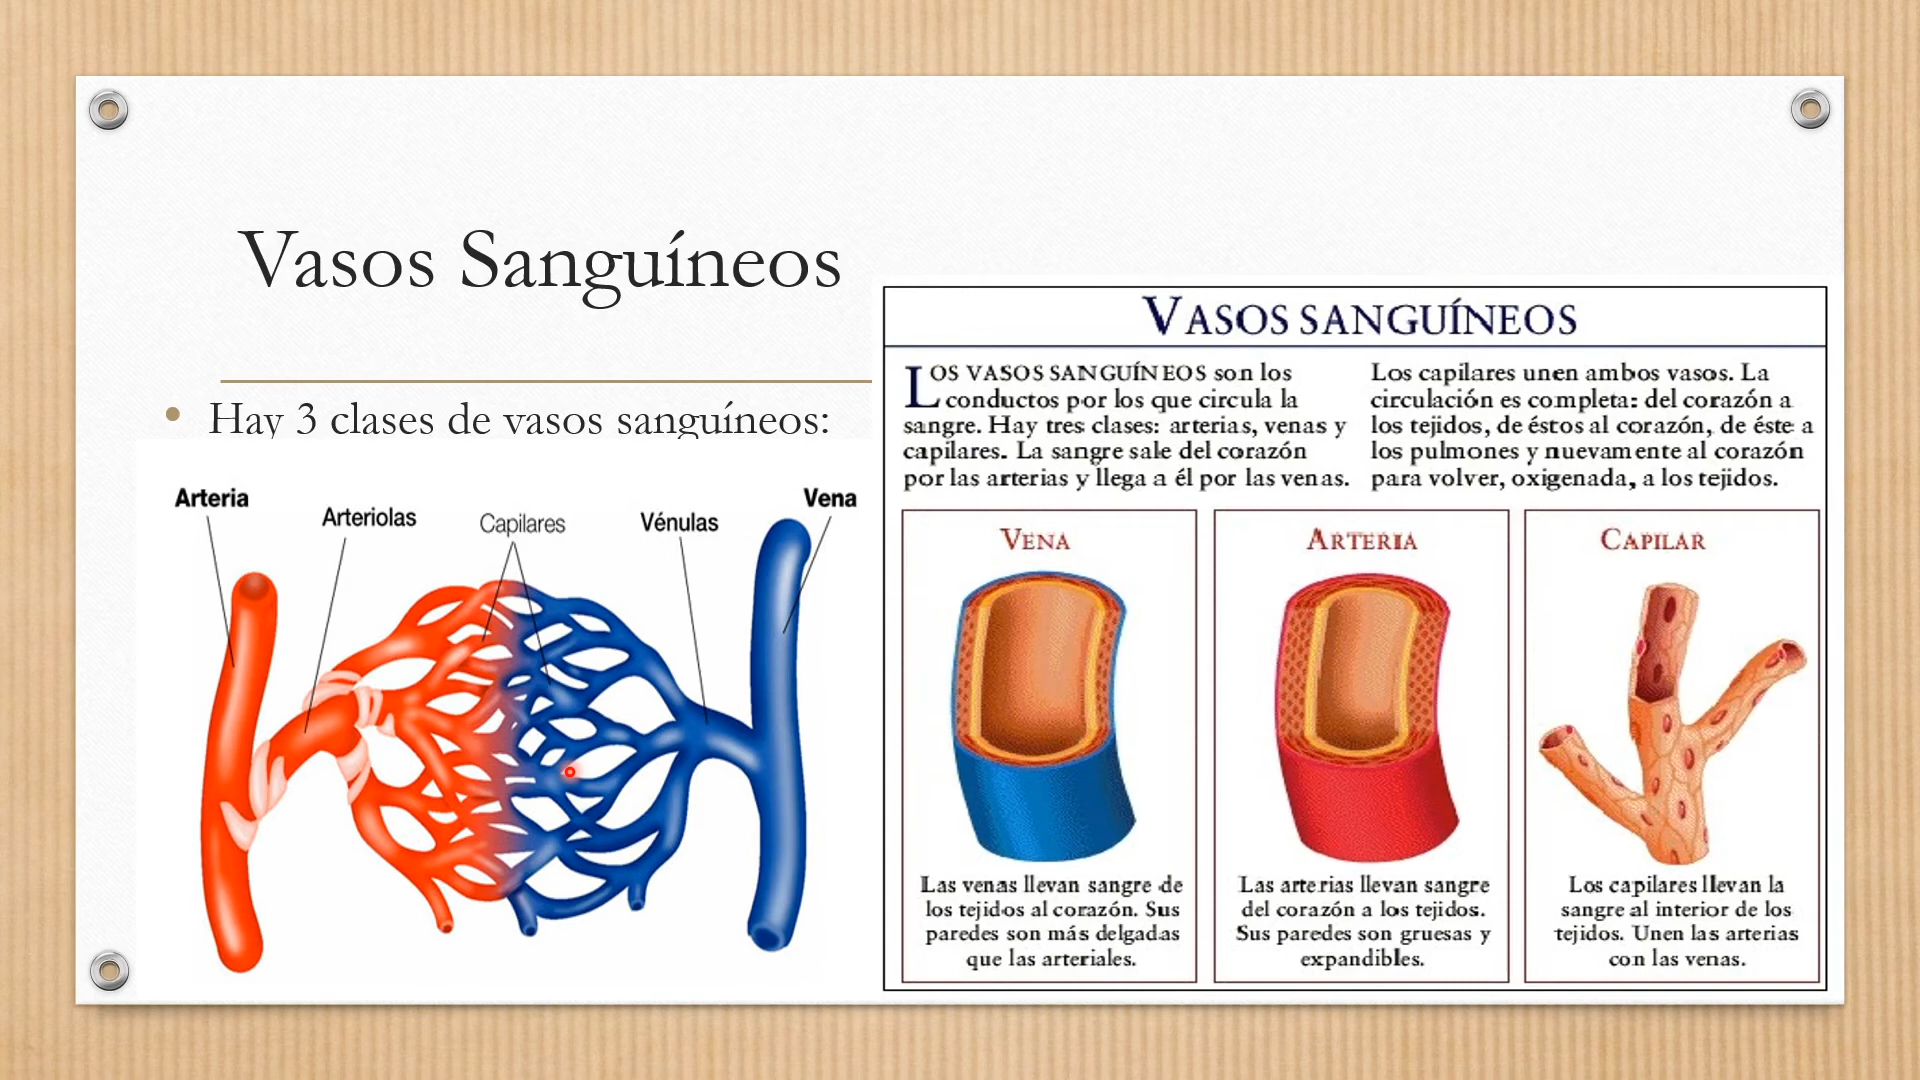 Vasos Sanguíneos
Hay 3 clases de vasos sanguíneos:
Arteria
Arteriolas
Capilares
Vénulas
Vena
VASOS SANGUÍNEOS
LOS VASOS SANGUÍNEOS son los
conductos por los que circula la
sangre. Hay tres clases: arterias, venas y
capilares. La sangre sale del corazón
por las arterias y llega a él por las venas.
Los capilares unen ambos vasos. La
circulación es completa: del corazón a
los tejidos, de éstos al corazón, de éste a
los pulmones y nuevamente al corazón
para volver, oxigenada, a los tejidos.
VENA
Las venas llevan sangre de
los tejidos al corazón. Sus
paredes son más delgadas
que las arteriales.
ARTERIA
Las arterias llevan sangre
del corazón a los tejidos.
Sus paredes son gruesas y
expandibles.
CAPILAR
Los capilares llevan la
sangre al interior de los
tejidos. Unen las arterias
con las venas.